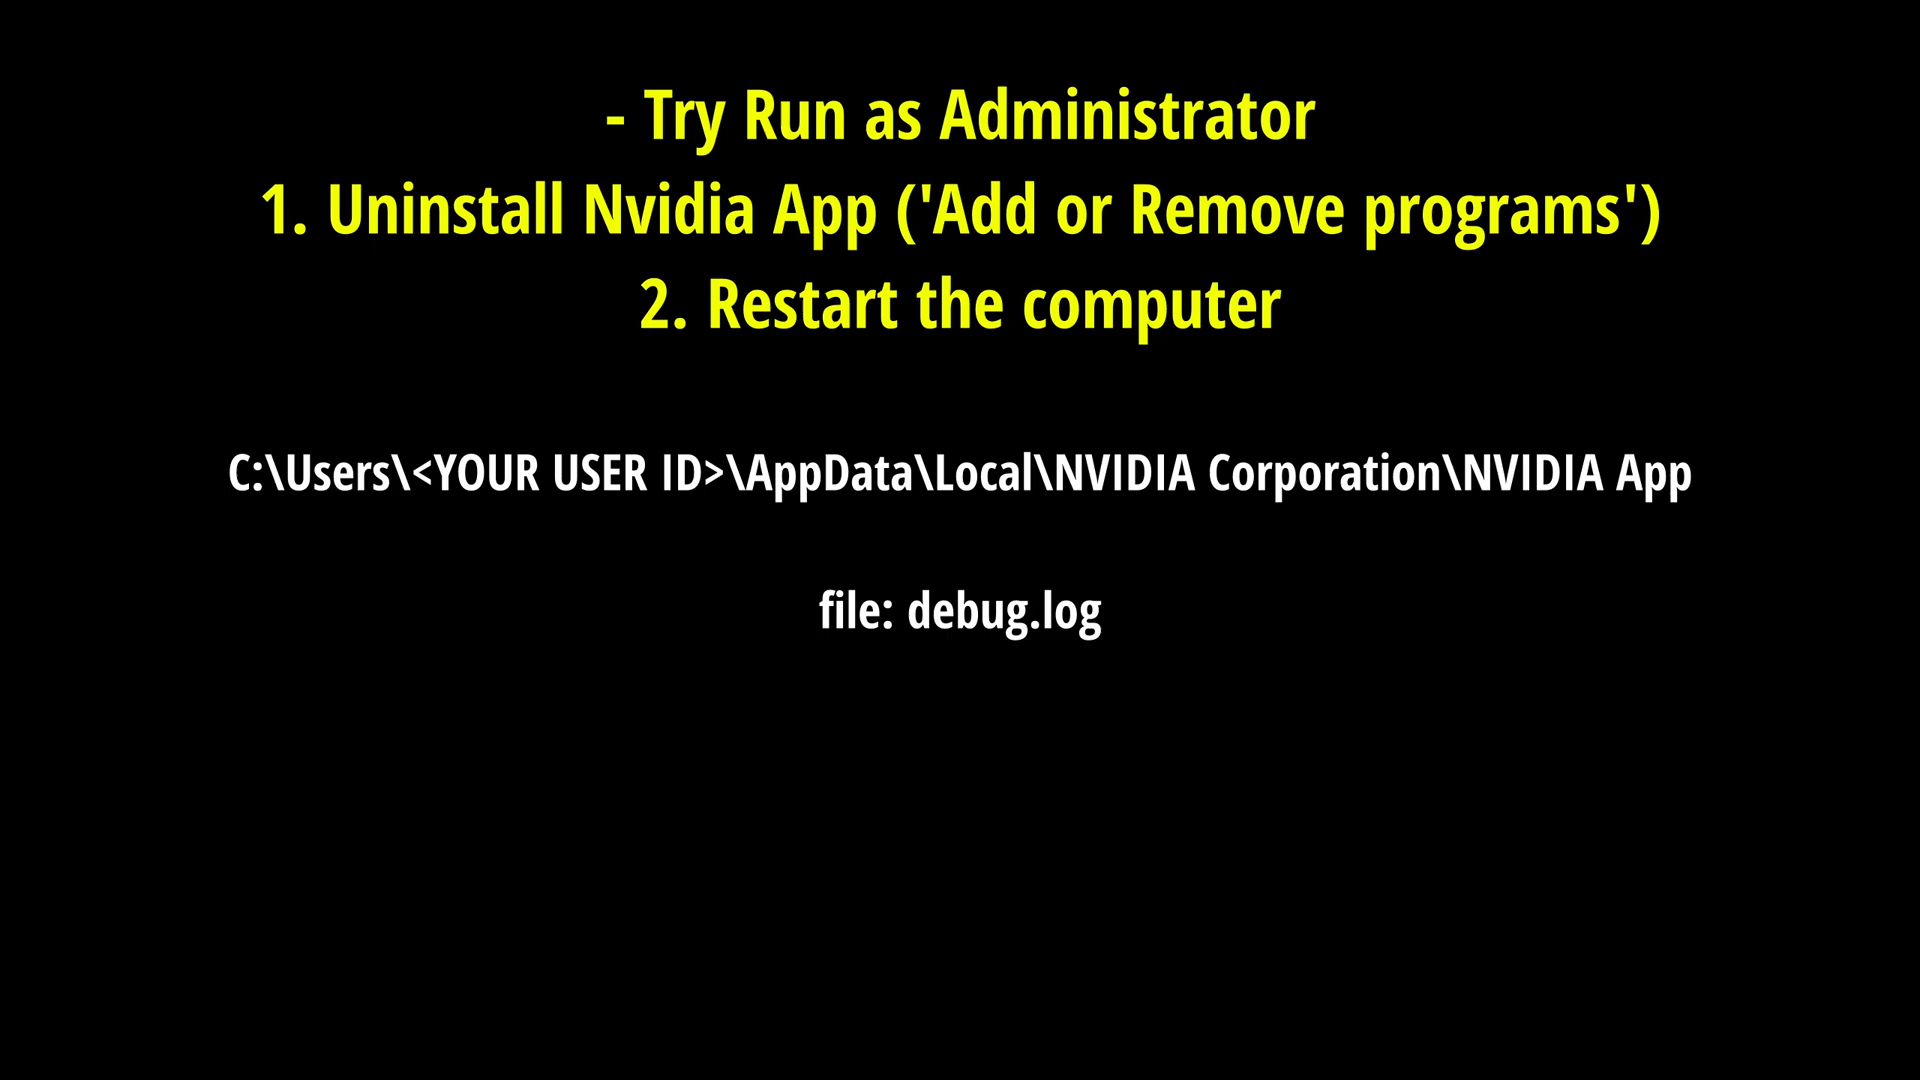 - Try Run as Administrator
1. Uninstall Nvidia App ('Add or Remove programs')
2. Restart the computer
C:\Users\<YOUR USER ID>\AppData\Local\NVIDIA Corporation\NVIDIA App
file: debug.log